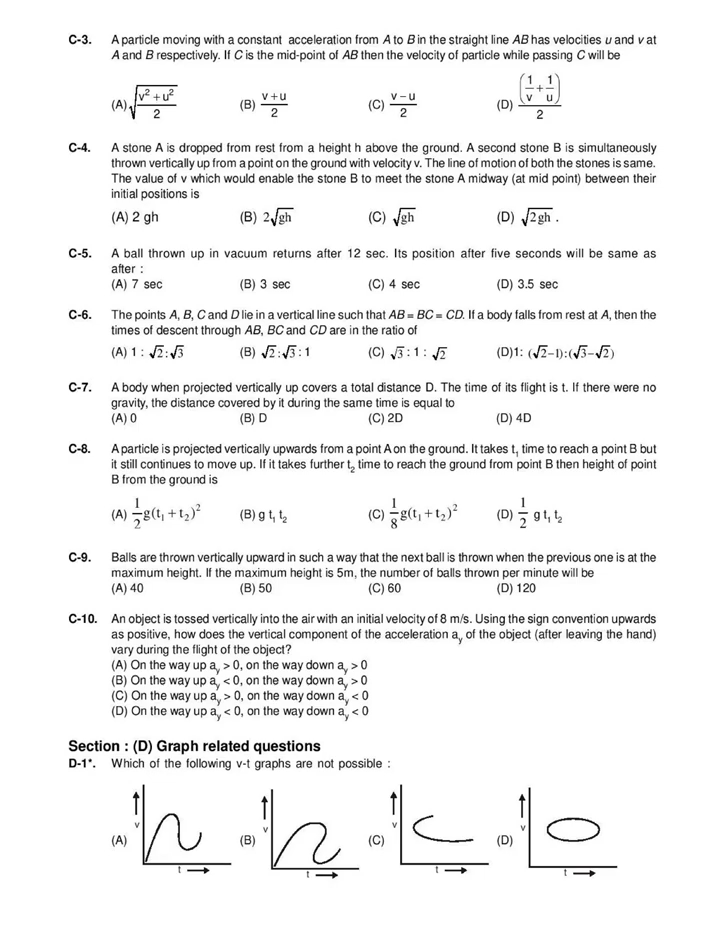 C-3. A particle moving with a constant acceleration from A to B in the straight line AB has velocities u and v at
A and B respectively. If C is the mid-point of AB then the velocity of particle while passing C will be
(A) √((v² + u²)/2) (B) (v + u)/2 (C) (v – u)/2 (D) (1/v + 1/u)/2
C-4. A stone A is dropped from rest from a height h above the ground. A second stone B is simultaneously
thrown vertically up from a point on the ground with velocity v. The line of motion of both the stones is same.
The value of v which would enable the stone B to meet the stone A midway (at mid point) between their
initial positions is
(A) 2 gh (B) 2√gh (C) √gh (D) √2gh .
C-5. A ball thrown up in vacuum returns after 12 sec. Its position after five seconds will be same as
after :
(A) 7 sec (B) 3 sec (C) 4 sec (D) 3.5 sec
C-6. The points A, B, C and D lie in a vertical line such that AB = BC = CD. If a body falls from rest at A, then the
times of descent through AB, BC and CD are in the ratio of
(A) 1 : √2 : √3 (B) √2 : √3 : 1 (C) √3 : 1 : √2 (D)1: (√2–1):(√3–√2)
C-7. A body when projected vertically up covers a total distance D. The time of its flight is t. If there were no
gravity, the distance covered by it during the same time is equal to
(A) 0 (B) D (C) 2D (D) 4D
C-8. A particle is projected vertically upwards from a point A on the ground. It takes t₁ time to reach a point B but
it still continues to move up. If it takes further t₂ time to reach the ground from point B then height of point
B from the ground is
(A) 1/2 g(t₁ + t₂)² (B) g t₁ t₂ (C) 1/8 g(t₁ + t₂)² (D) 1/2 g t₁ t₂
C-9. Balls are thrown vertically upward in such a way that the next ball is thrown when the previous one is at the
maximum height. If the maximum height is 5m, the number of balls thrown per minute will be
(A) 40 (B) 50 (C) 60 (D) 120
C-10. An object is tossed vertically into the air with an initial velocity of 8 m/s. Using the sign convention upwards
as positive, how does the vertical component of the acceleration a_y of the object (after leaving the hand)
vary during the flight of the object?
(A) On the way up a_y > 0, on the way down a_y > 0
(B) On the way up a_y < 0, on the way down a_y > 0
(C) On the way up a_y > 0, on the way down a_y < 0
(D) On the way up a_y < 0, on the way down a_y < 0
Section : (D) Graph related questions
D-1*. Which of the following v-t graphs are not possible :
(A) v t (B) v t (C) v t (D) v t